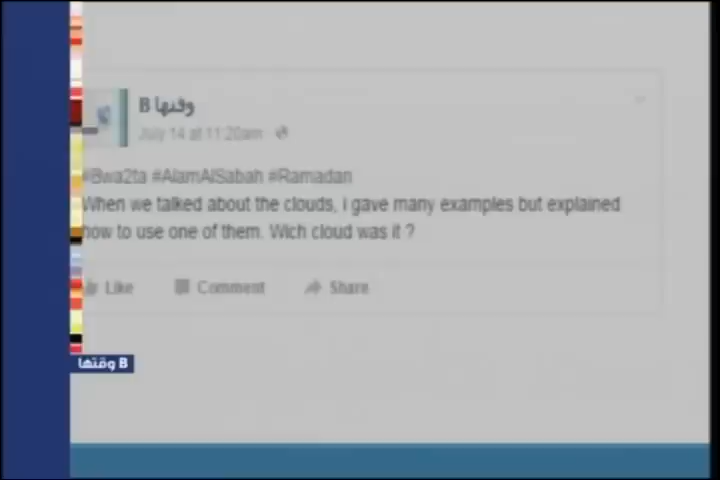 B وقتها
July 14 at 11:20am
#Bwa2ta #AlamAlSabah #Ramadan
When we talked about the clouds, i gave many examples but explained
how to use one of them. Wich cloud was it ?
Like Comment Share
B وقتها